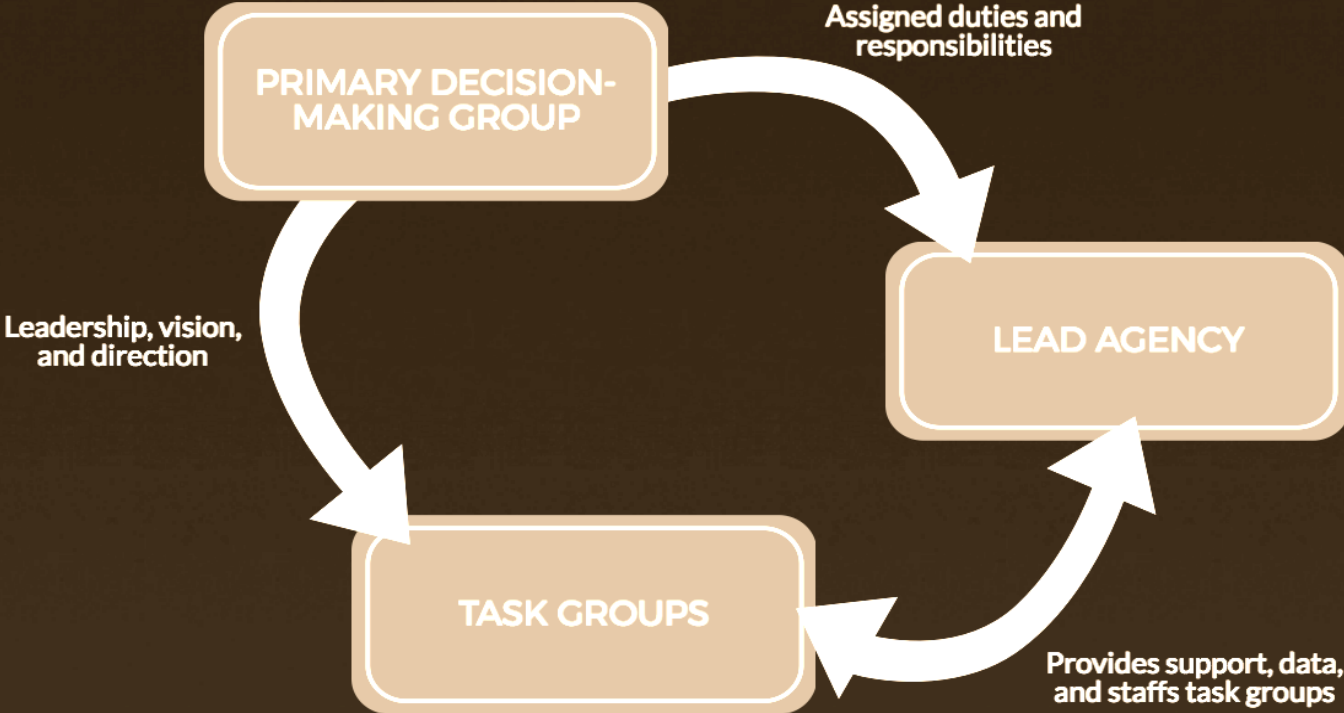 Assigned duties and
responsibilities
PRIMARY DECISION-
MAKING GROUP
Leadership, vision,
and direction
LEAD AGENCY
TASK GROUPS
Provides support, data,
and staffs task groups